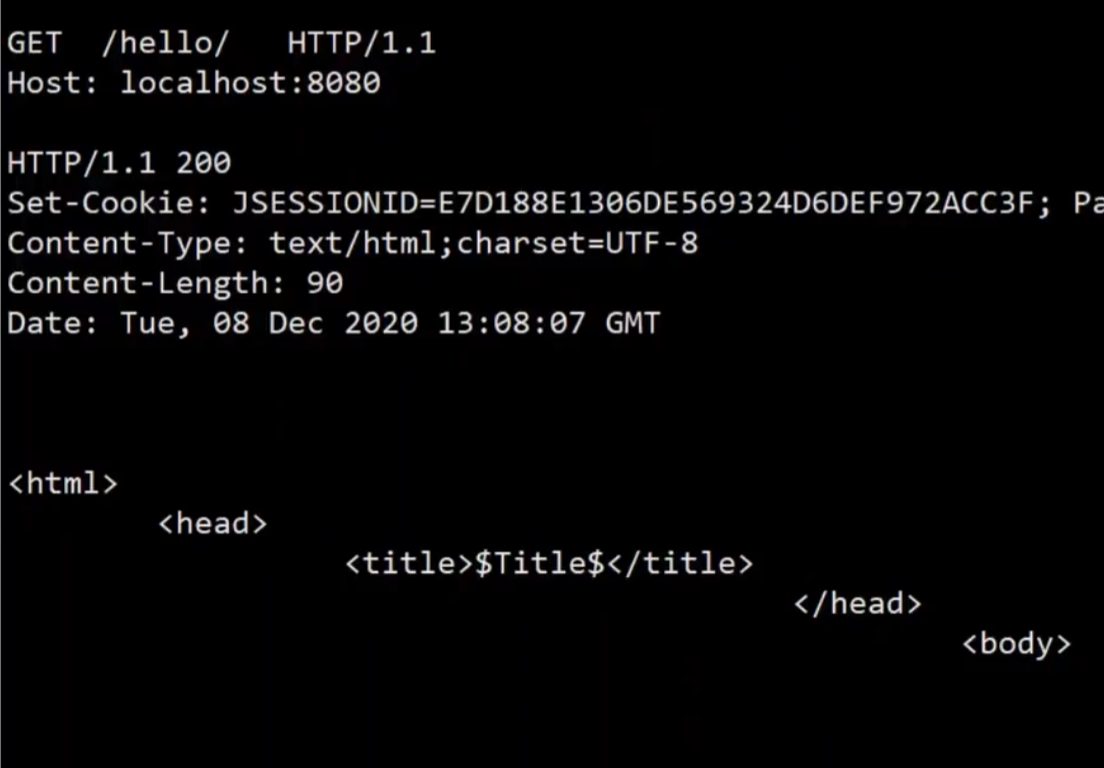 GET  /hello/   HTTP/1.1
Host: localhost:8080

HTTP/1.1 200
Set-Cookie: JSESSIONID=E7D188E1306DE569324D6DEF972ACC3F; Pa
Content-Type: text/html;charset=UTF-8
Content-Length: 90
Date: Tue, 08 Dec 2020 13:08:07 GMT

<html>
<head>
<title>$Title$</title>
</head>
<body>